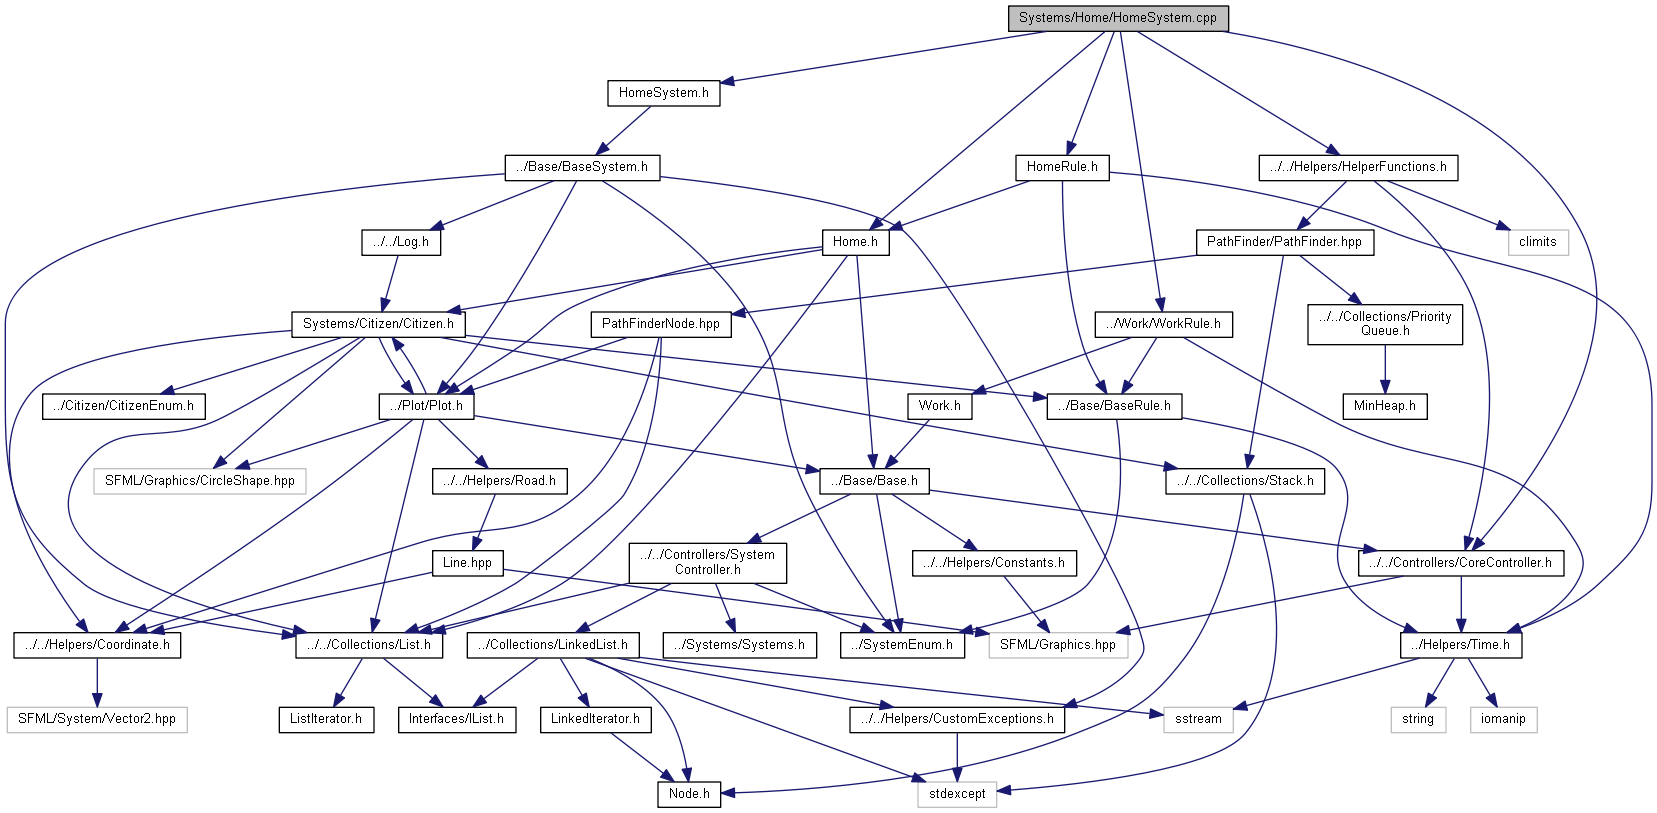 Systems/Home/HomeSystem.cpp
HomeSystem.h
../Base/BaseSystem.h
HomeRule.h
../../Helpers/HelperFunctions.h
../../Log.h
Home.h
PathFinder/PathFinder.hpp
climits
Systems/Citizen/Citizen.h
PathFinderNode.hpp
../Work/WorkRule.h
../../Collections/Priority
Queue.h
../Citizen/CitizenEnum.h
../Plot/Plot.h
Work.h
../Base/BaseRule.h
MinHeap.h
SFML/Graphics/CircleShape.hpp
../../Helpers/Road.h
../Base/Base.h
../../Collections/Stack.h
Line.hpp
../../Controllers/System
Controller.h
../../Helpers/Constants.h
../../Controllers/CoreController.h
../../Helpers/Coordinate.h
../../Collections/List.h
../Collections/LinkedList.h
../Systems/Systems.h
../SystemEnum.h
SFML/Graphics.hpp
../Helpers/Time.h
SFML/System/Vector2.hpp
ListIterator.h
Interfaces/IList.h
LinkedIterator.h
../../Helpers/CustomExceptions.h
sstream
string
iomanip
Node.h
stdexcept